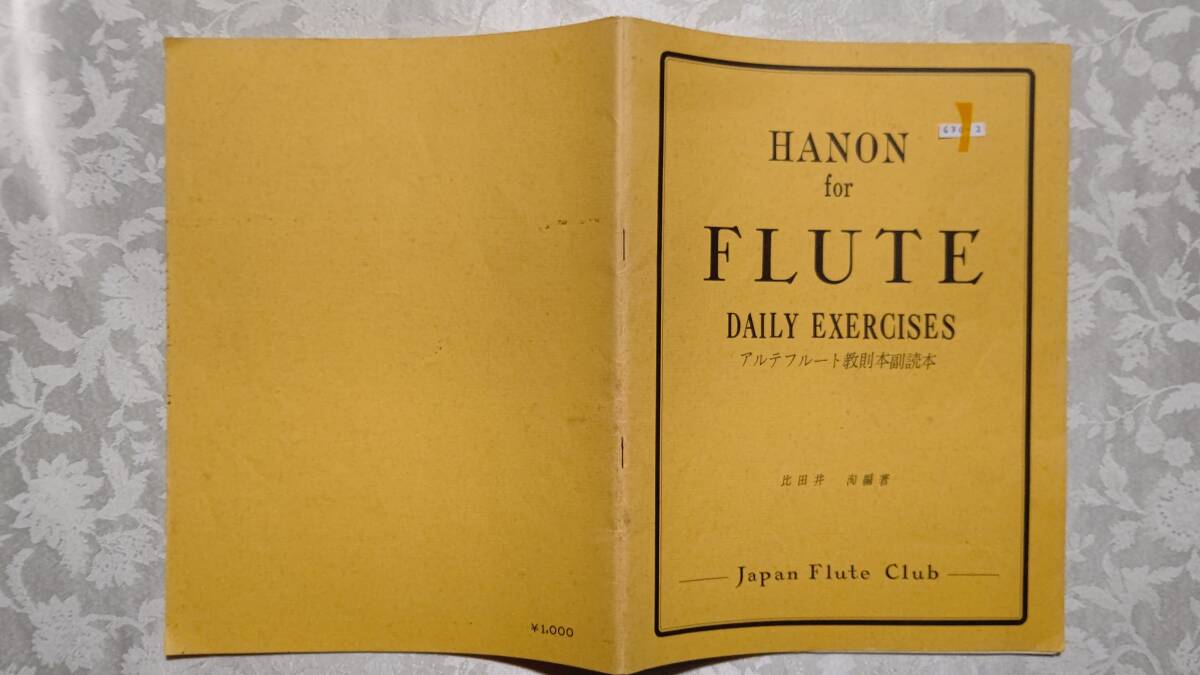 HANON
for
FLUTE
DAILY EXERCISES
アルテフルート教則本副読本
比田井 洵編著
Japan Flute Club
¥1,000